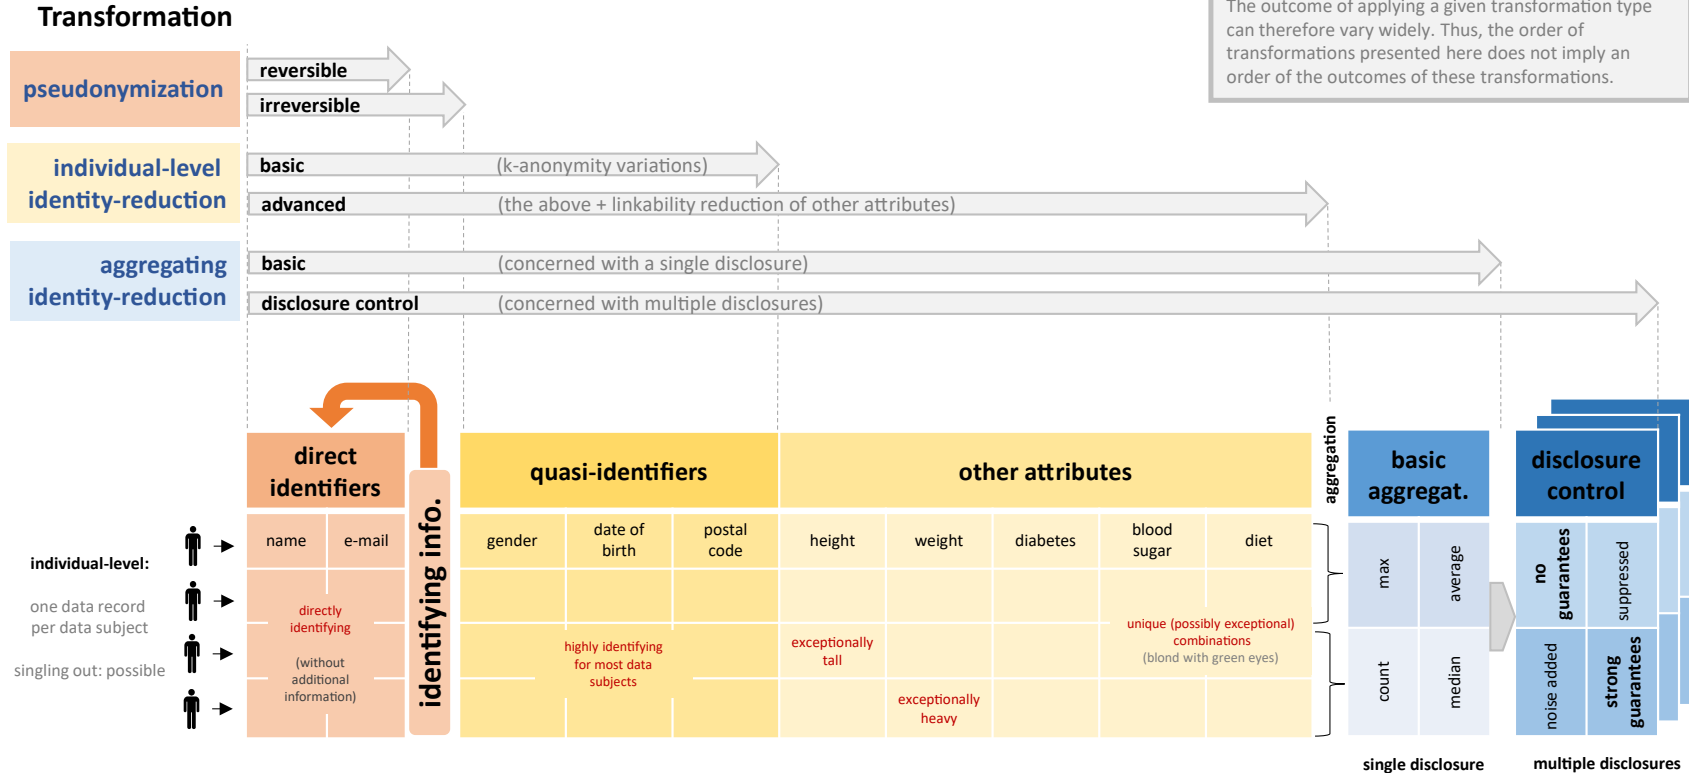 Transformation
The outcome of applying a given transformation type
can therefore vary widely. Thus, the order of
transformations presented here does not imply an
order of the outcomes of these transformations.
pseudonymization
reversible
irreversible
individual-level
identity-reduction
basic (k-anonymity variations)
advanced (the above + linkability reduction of other attributes)
aggregating
identity-reduction
basic (concerned with a single disclosure)
disclosure control (concerned with multiple disclosures)
direct
identifiers
identifying info.
quasi-identifiers
other attributes
aggregation
basic
aggregat.
disclosure
control
individual-level:
one data record
per data subject
singling out: possible
name
e-mail
directly
identifying
(without
additional
information)
gender
date of
birth
postal
code
highly identifying
for most data
subjects
height
weight
diabetes
blood
sugar
diet
exceptionally
tall
exceptionally
heavy
unique (possibly exceptional)
combinations
(blond with green eyes)
max
average
count
median
no
guarantees
suppressed
noise added
strong
guarantees
single disclosure
multiple disclosures